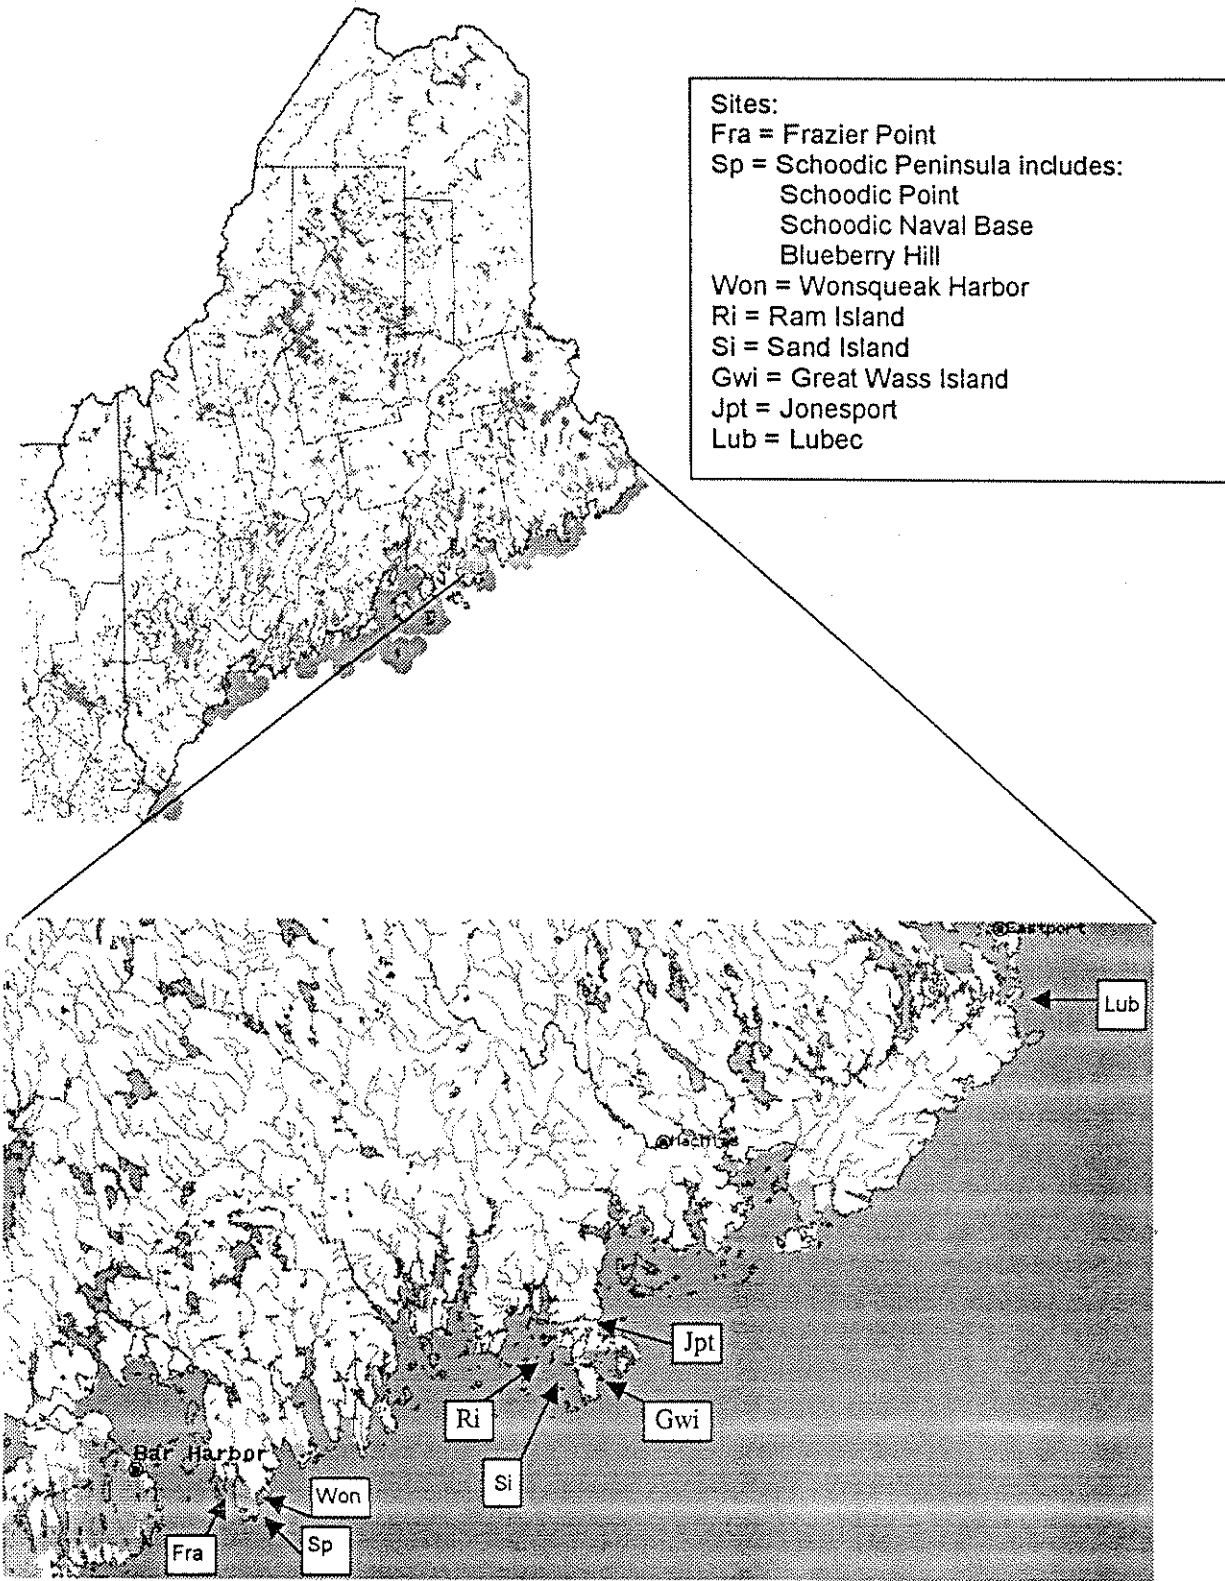 Sites:
Fra = Frazier Point
Sp = Schoodic Peninsula includes:
Schoodic Point
Schoodic Naval Base
Blueberry Hill
Won = Wonsqueak Harbor
Ri = Ram Island
Si = Sand Island
Gwi = Great Wass Island
Jpt = Jonesport
Lub = Lubec
Eastport
Lub
Machias
Jpt
Ri
Gwi
Bar Harbor
Si
Won
Fra
Sp